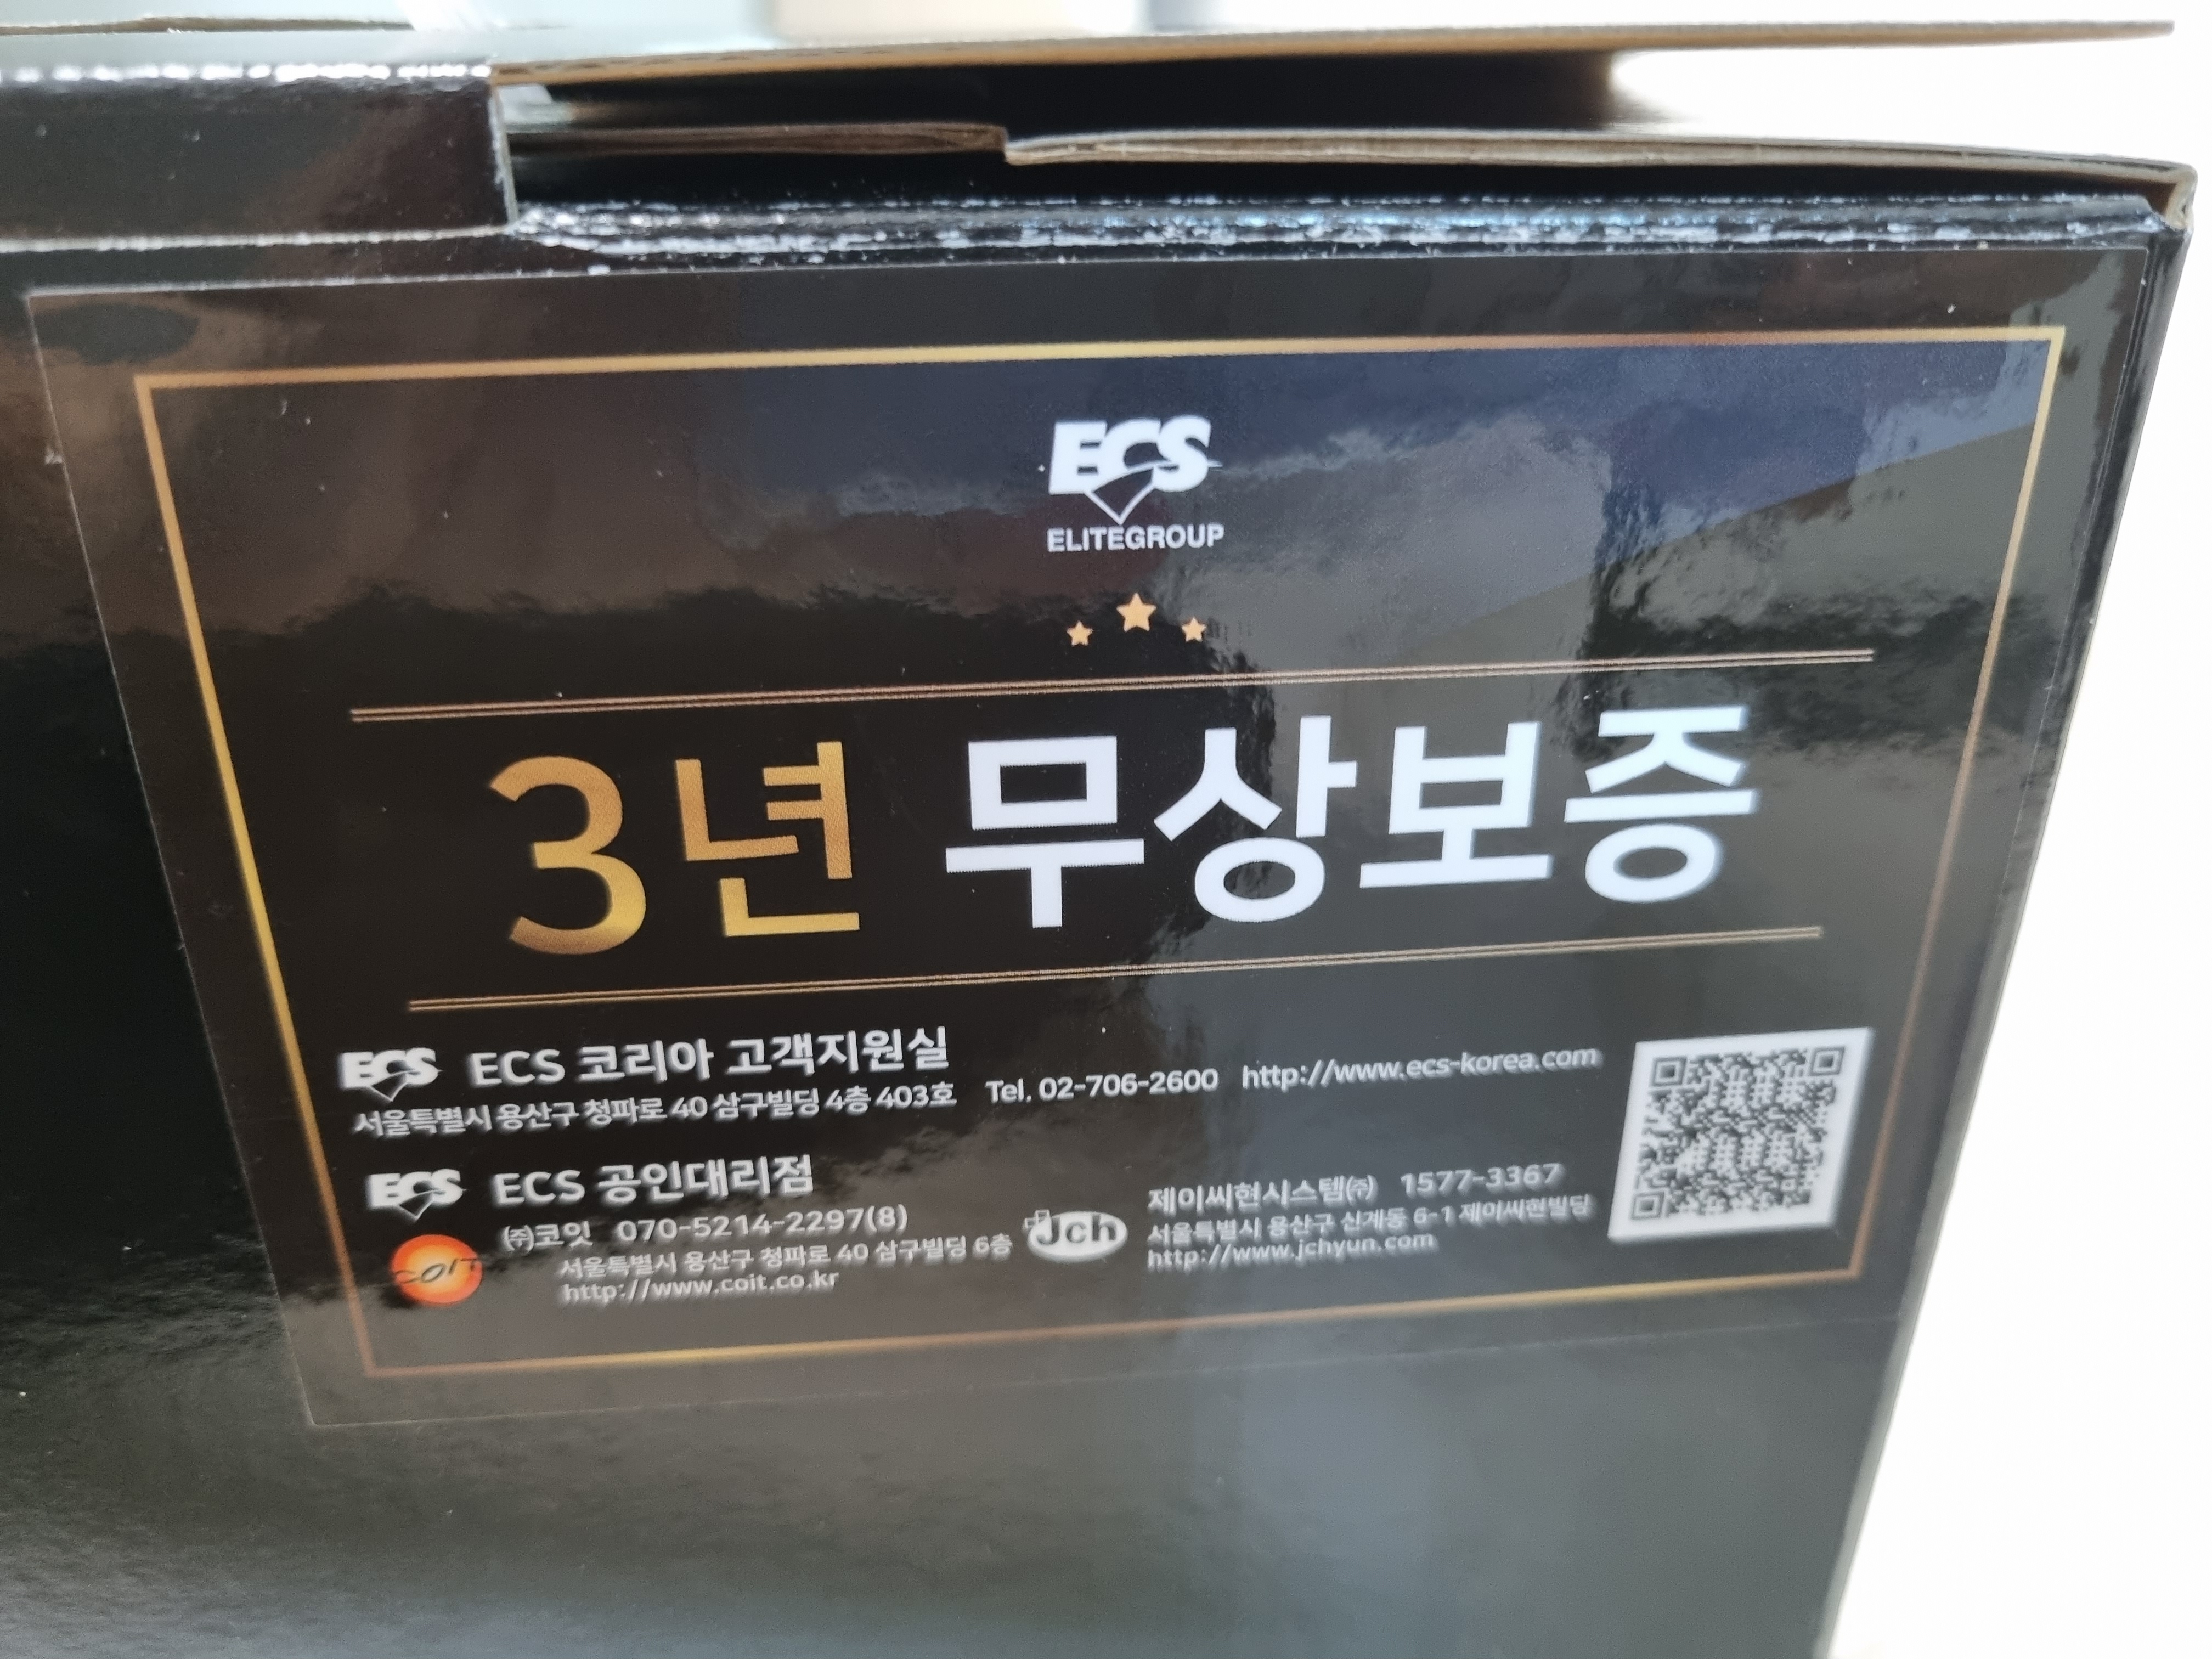 ECS
ELITEGROUP
3년 무상보증
ECS ECS 코리아 고객지원실
서울특별시 용산구 청파로 40 삼구빌딩 4층 403호 Tel. 02-706-2600 http://www.ecs-korea.com
ECS ECS 공인대리점
㈜코잇 070-5214-2297(8)
서울특별시 용산구 청파로 40 삼구빌딩 6층
http://www.coit.co.kr
COIT
Jch
제이씨현시스템㈜ 1577-3367
서울특별시 용산구 신계동 6-1 제이씨현빌딩
http://www.jchyun.com